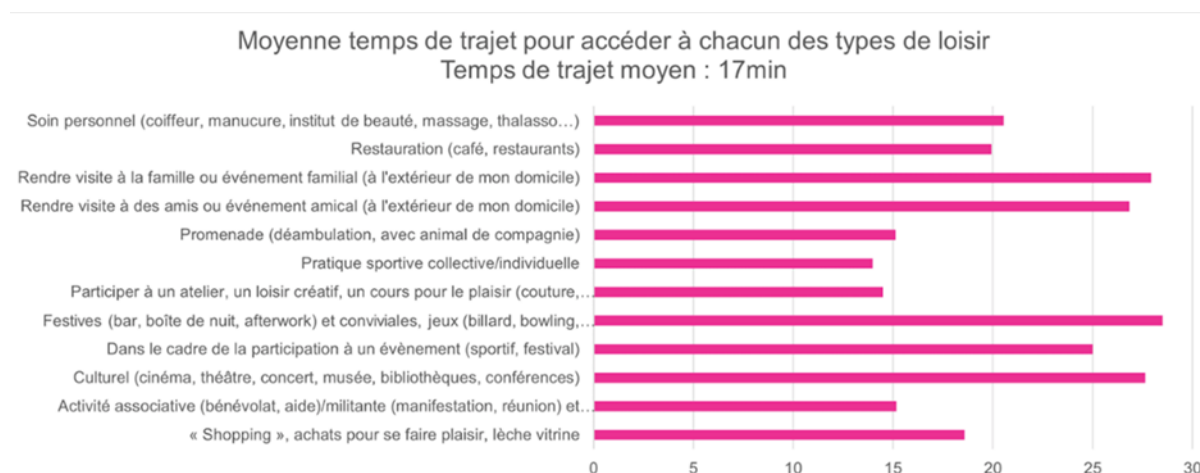 Moyenne temps de trajet pour accéder à chacun des types de loisir
Temps de trajet moyen : 17min
Soin personnel (coiffeur, manucure, institut de beauté, massage, thalasso…)
Restauration (café, restaurants)
Rendre visite à la famille ou événement familial (à l'extérieur de mon domicile)
Rendre visite à des amis ou événement amical (à l'extérieur de mon domicile)
Promenade (déambulation, avec animal de compagnie)
Pratique sportive collective/individuelle
Participer à un atelier, un loisir créatif, un cours pour le plaisir (couture,…
Festives (bar, boîte de nuit, afterwork) et conviviales, jeux (billard, bowling,…
Dans le cadre de la participation à un évènement (sportif, festival)
Culturel (cinéma, théâtre, concert, musée, bibliothèques, conférences)
Activité associative (bénévolat, aide)/militante (manifestation, réunion) et…
« Shopping », achats pour se faire plaisir, lèche vitrine
0 5 10 15 20 25 30